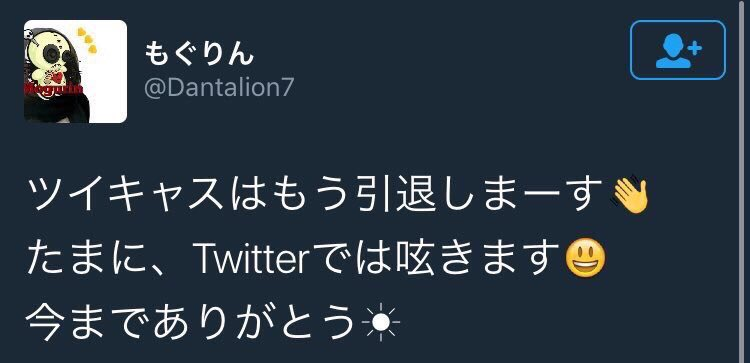 もぐりん
@Dantalion7
Mogurin
ツイキャスはもう引退しまーす👋
たまに、Twitterでは呟きます😃
今までありがとう☀